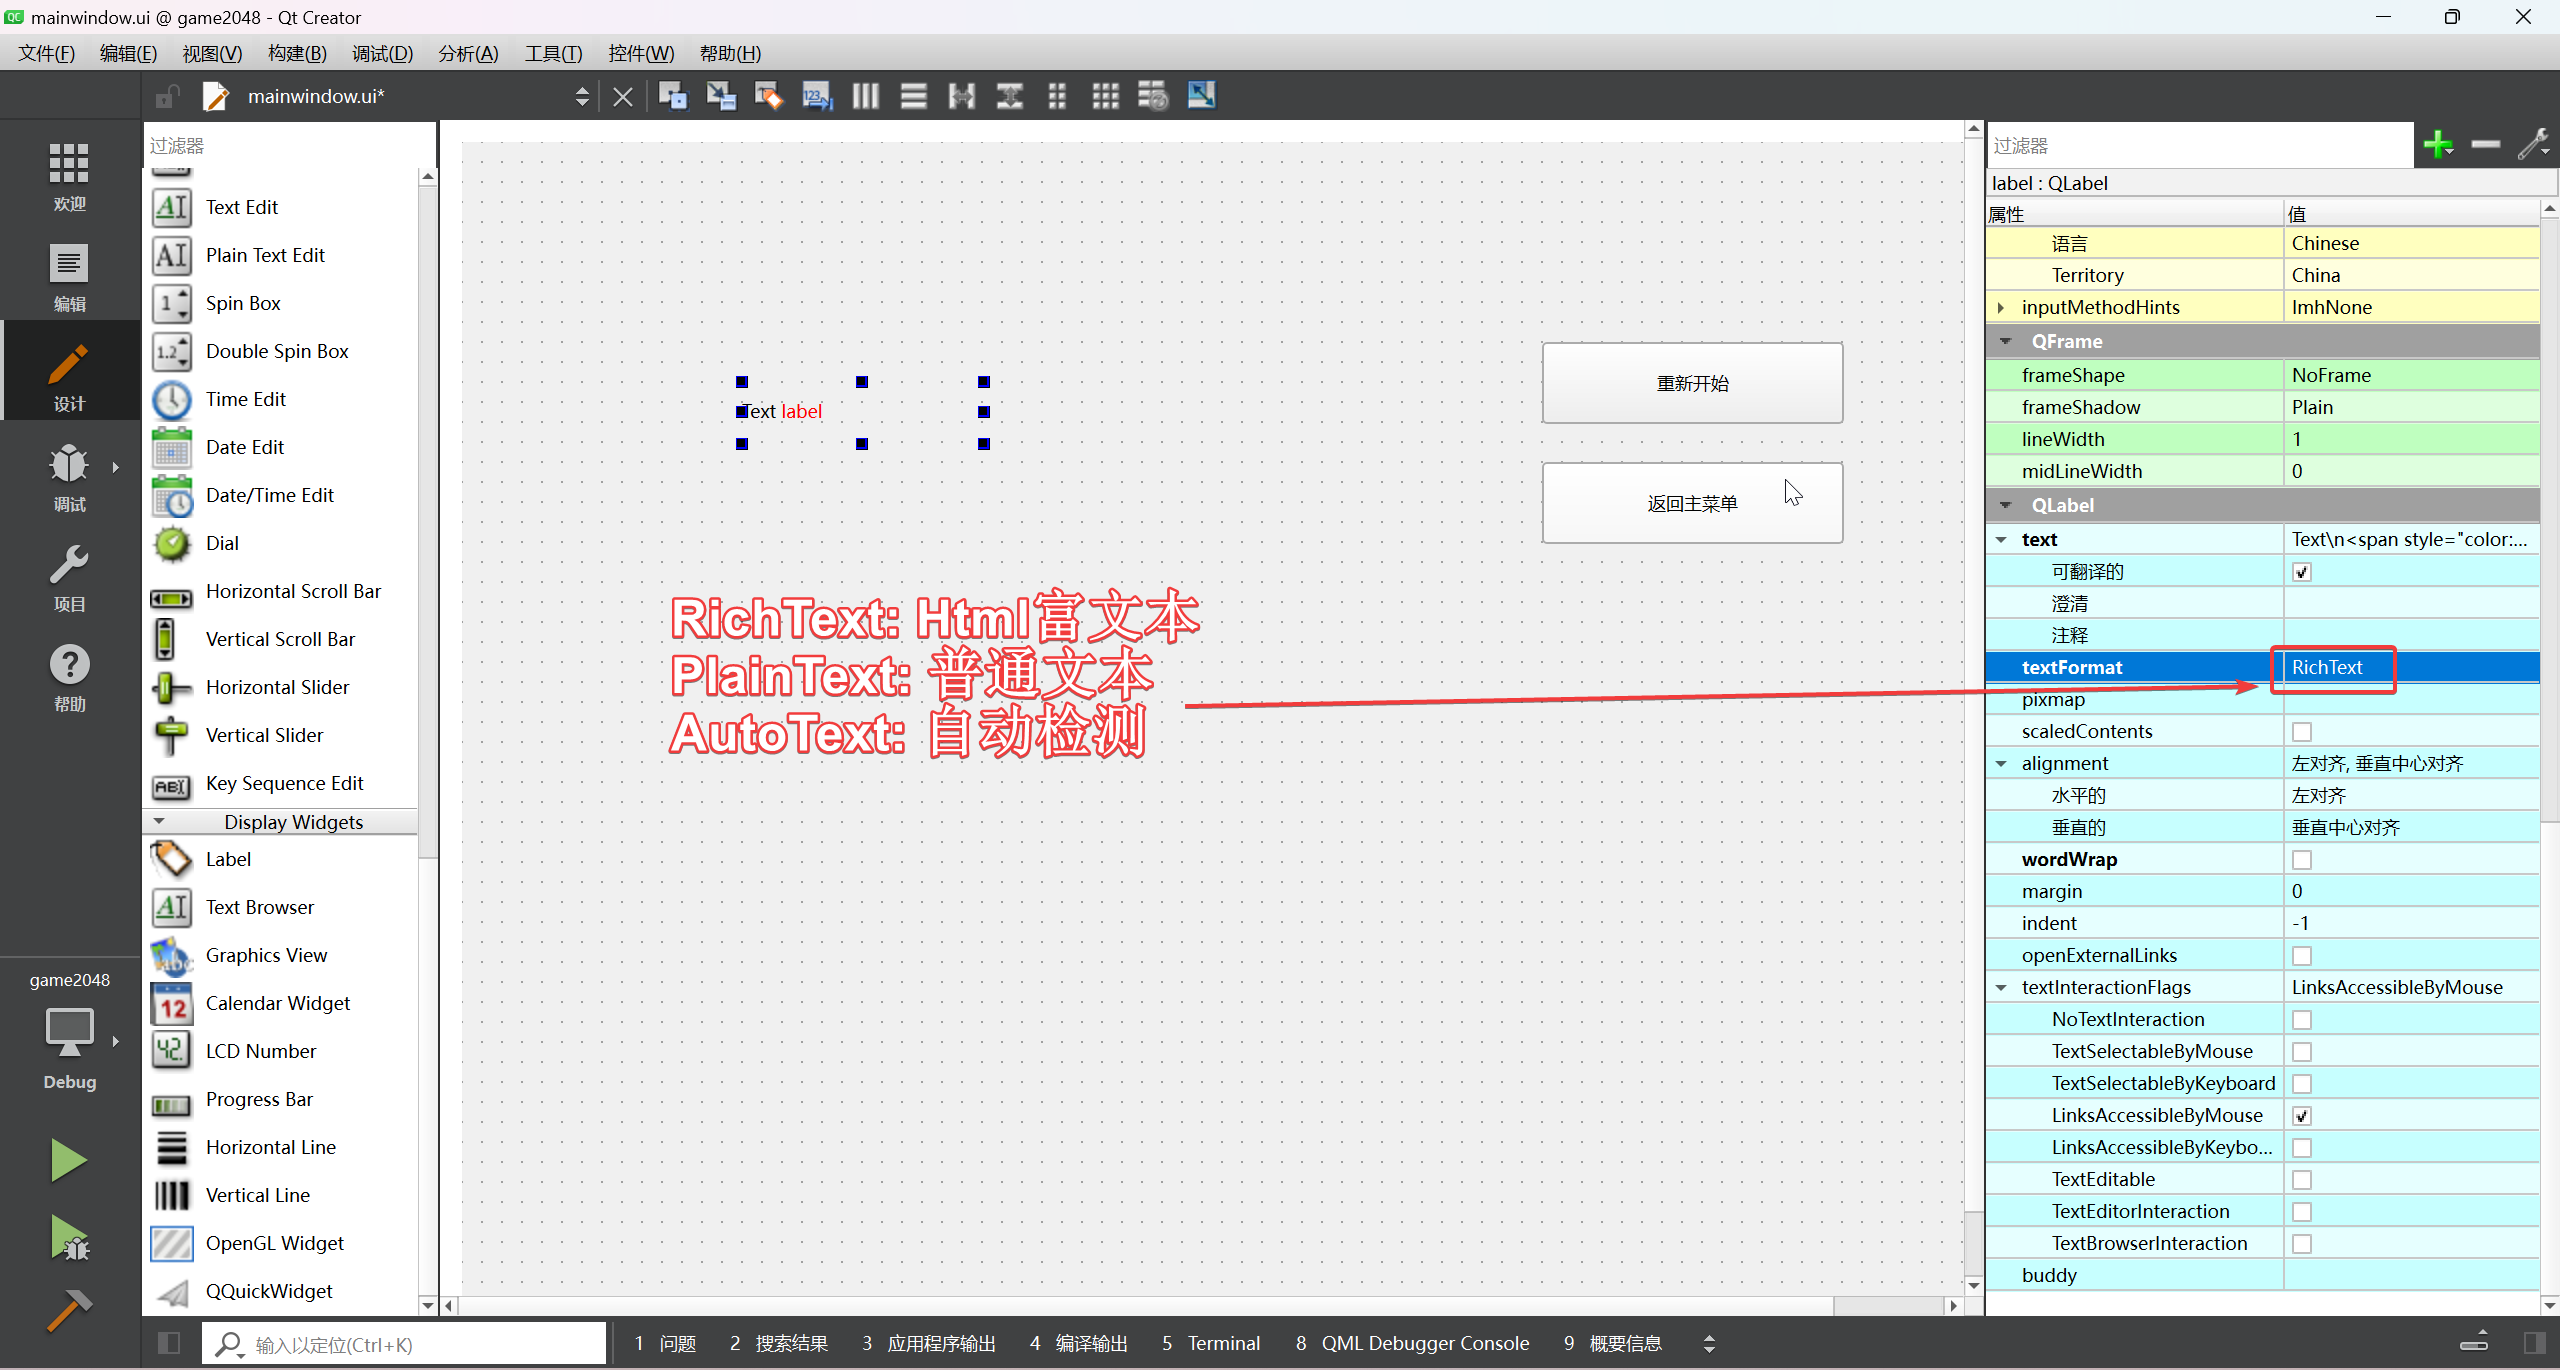 mainwindow.ui @ game2048 - Qt Creator
文件(F) 编辑(E) 视图(V) 构建(B) 调试(D) 分析(A) 工具(T) 控件(W) 帮助(H)
mainwindow.ui*
欢迎
编辑
设计
调试
项目
帮助
game2048
Debug
过滤器
Text Edit
Plain Text Edit
Spin Box
Double Spin Box
Time Edit
Date Edit
Date/Time Edit
Dial
Horizontal Scroll Bar
Vertical Scroll Bar
Horizontal Slider
Vertical Slider
Key Sequence Edit
Display Widgets
Label
Text Browser
Graphics View
Calendar Widget
LCD Number
Progress Bar
Horizontal Line
Vertical Line
OpenGL Widget
QQuickWidget
Text label
重新开始
返回主菜单
RichText: Html富文本
PlainText: 普通文本
AutoText: 自动检测
过滤器
label : QLabel
属性 值
语言 Chinese
Territory China
inputMethodHints ImhNone
QFrame
frameShape NoFrame
frameShadow Plain
lineWidth 1
midLineWidth 0
QLabel
text Text\n<span style="color:...
可翻译的
澄清
注释
textFormat RichText
pixmap
scaledContents
alignment 左对齐, 垂直中心对齐
水平的 左对齐
垂直的 垂直中心对齐
wordWrap
margin 0
indent -1
openExternalLinks
textInteractionFlags LinksAccessibleByMouse
NoTextInteraction
TextSelectableByMouse
TextSelectableByKeyboard
LinksAccessibleByMouse
LinksAccessibleByKeybo...
TextEditable
TextEditorInteraction
TextBrowserInteraction
buddy
输入以定位(Ctrl+K) 1 问题 2 搜索结果 3 应用程序输出 4 编译输出 5 Terminal 8 QML Debugger Console 9 概要信息